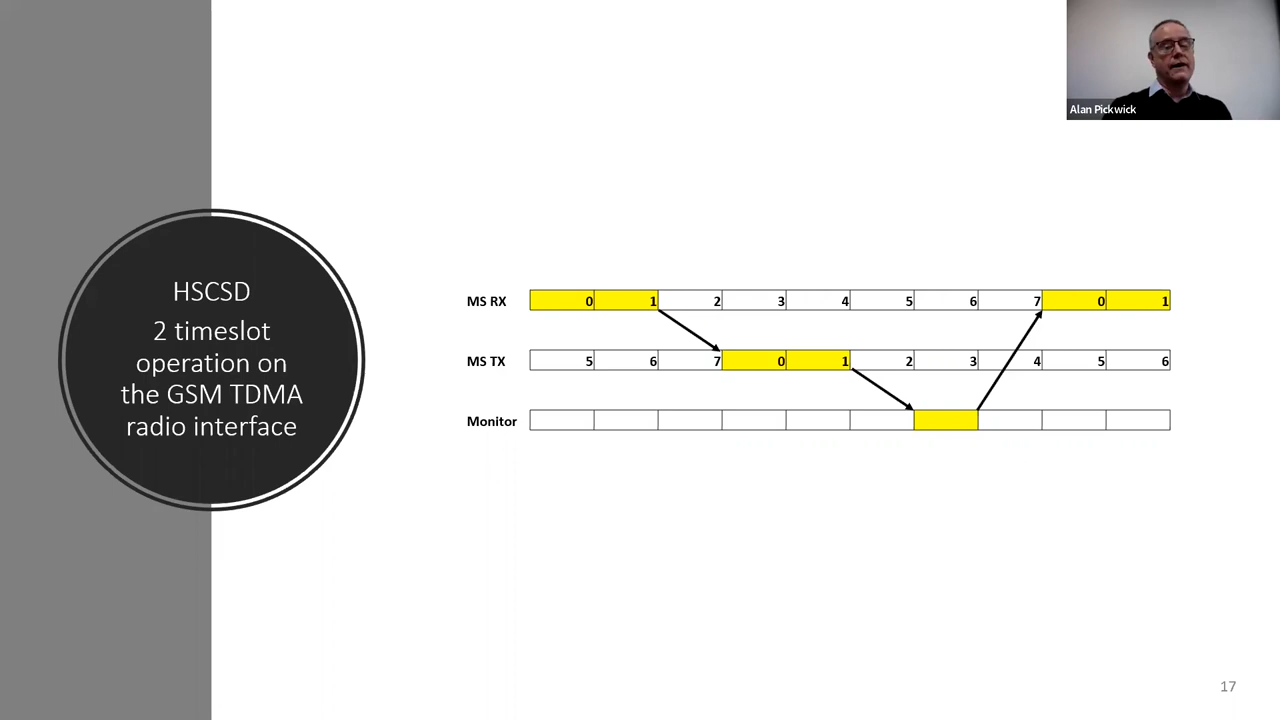 Alan Pickwick
HSCSD
2 timeslot
operation on
the GSM TDMA
radio interface
MS RX 0 1 2 3 4 5 6 7 0 1
MS TX 5 6 7 0 1 2 3 4 5 6
Monitor
17